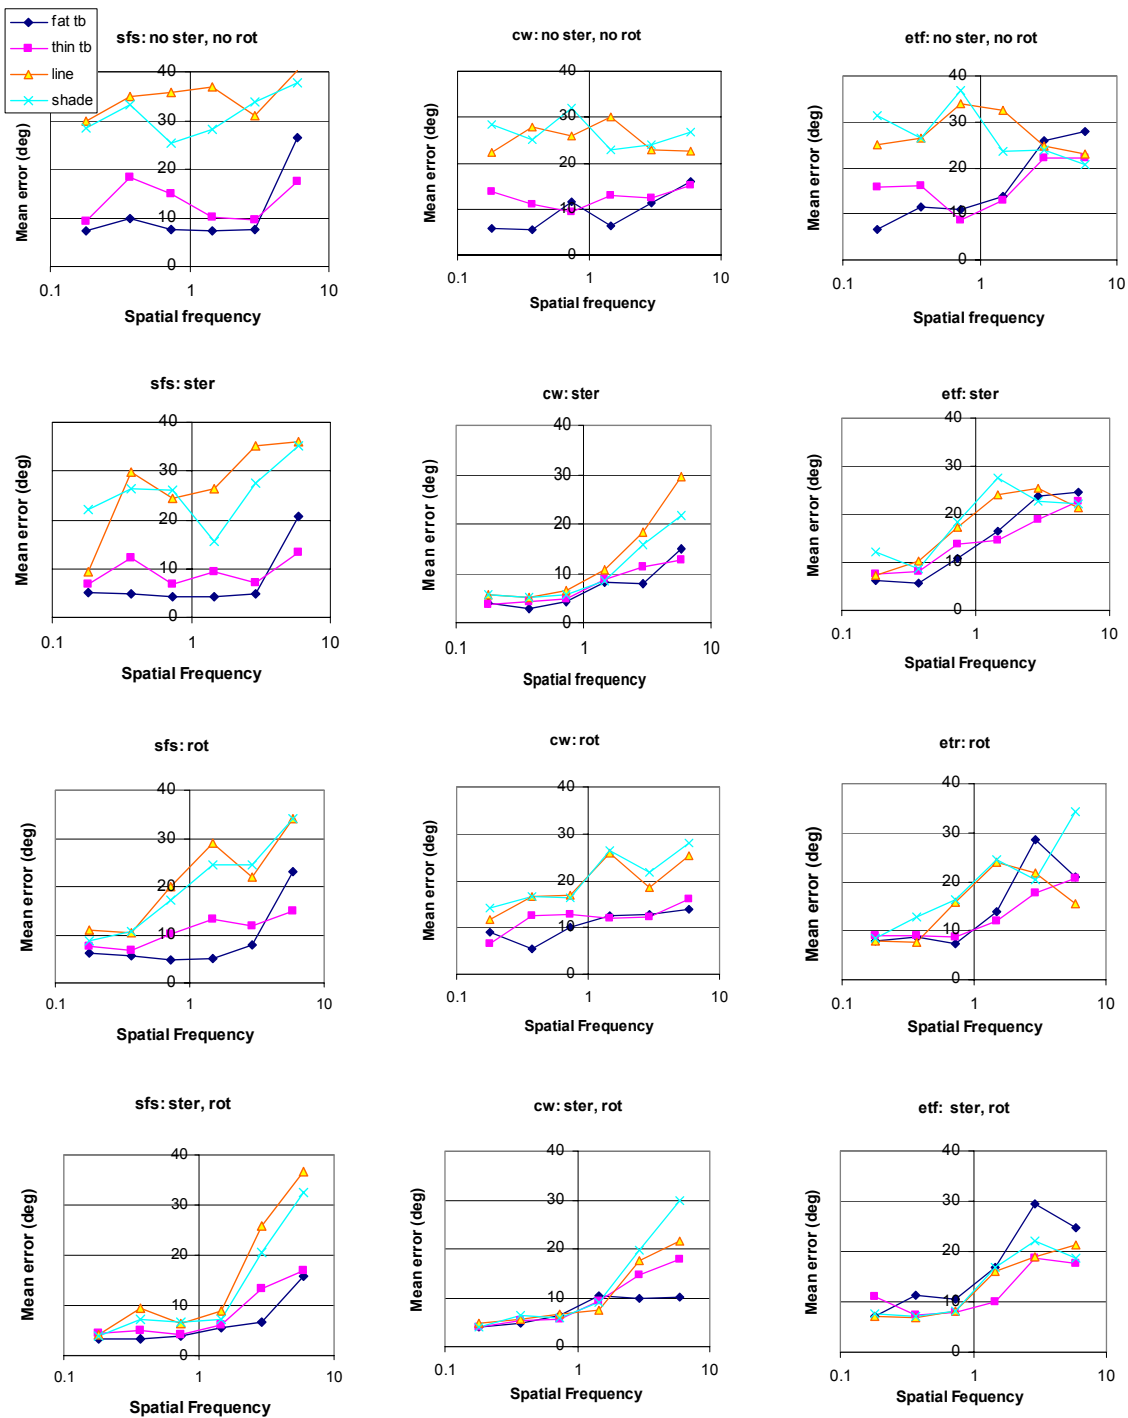 fat tb
thin tb
line
shade
sfs: no ster, no rot
40
30
20
10
0
0.1 1 10
Mean error (deg)
Spatial frequency
cw: no ster, no rot
40
30
20
10
0
0.1 1 10
Mean error (deg)
Spatial frequency
etf: no ster, no rot
40
30
20
10
0
0.1 1 10
Mean error (deg)
Spatial frequency
sfs: ster
40
30
20
10
0
0.1 1 10
Mean error (deg)
Spatial Frequency
cw: ster
40
30
20
10
0
0.1 1 10
Mean error (deg)
Spatial frequency
etf: ster
40
30
20
10
0
0.1 1 10
Mean error (deg)
Spatial Frequency
sfs: rot
40
30
20
10
0
0.1 1 10
Mean error (deg)
Spatial Frequency
cw: rot
40
30
20
10
0
0.1 1 10
Mean error (deg)
Spatial Frequency
etr: rot
40
30
20
10
0
0.1 1 10
Mean error (deg)
Spatial Frequency
sfs: ster, rot
40
30
20
10
0
0.1 1 10
Mean error (deg)
Spatial Frequency
cw: ster, rot
40
30
20
10
0
0.1 1 10
Mean error (deg)
Spatial Frequency
etf: ster, rot
40
30
20
10
0
0.1 1 10
Mean error (deg)
Spatial Frequency